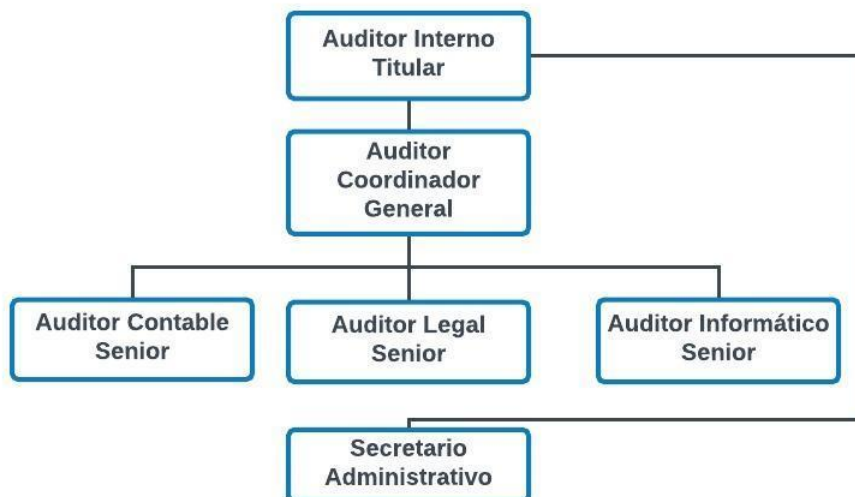 Auditor Interno
Titular
Auditor
Coordinador
General
Auditor Contable
Senior
Auditor Legal
Senior
Auditor Informático
Senior
Secretario
Administrativo